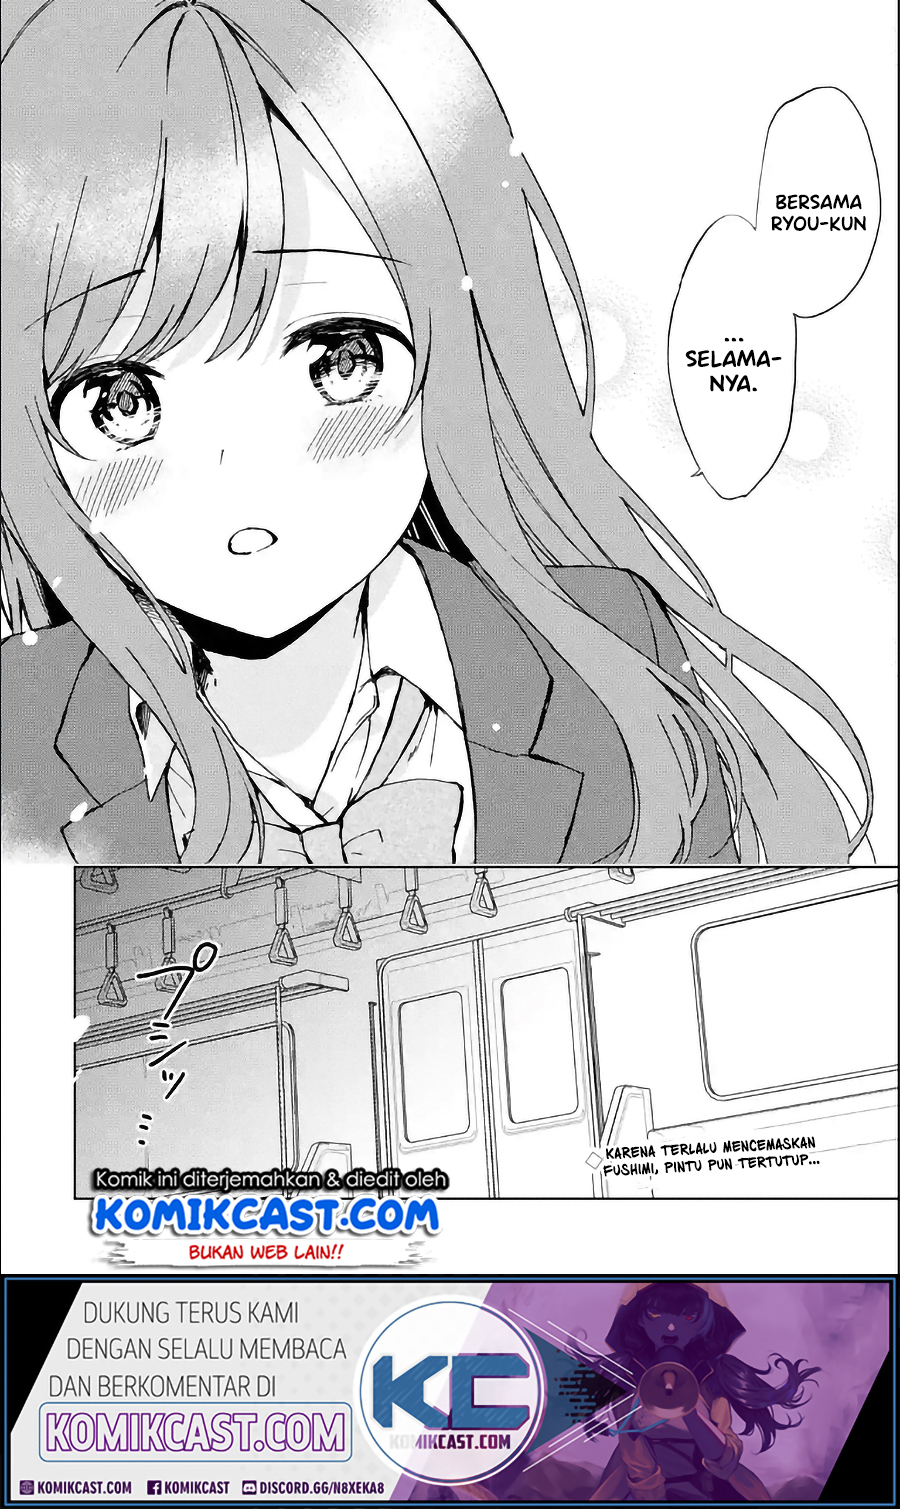 BERSAMA
RYOU-KUN
...
SELAMA-
NYA.
プシッ...
KARENA TERLALU MENCEMASKAN
FUSHIMI, PINTU PUN TERTUTUP...
Komik ini diterjemahkan & diedit oleh
KOMIKCAST.COM
BUKAN WEB LAIN!!
DUKUNG TERUS KAMI
DENGAN SELALU MEMBACA
DAN BERKOMENTAR DI
KOMIKCAST.COM
KC
KOMIKCAST.COM
KOMIKCAST.COM KOMIKCAST DISCORD.GG/N8XEKA8